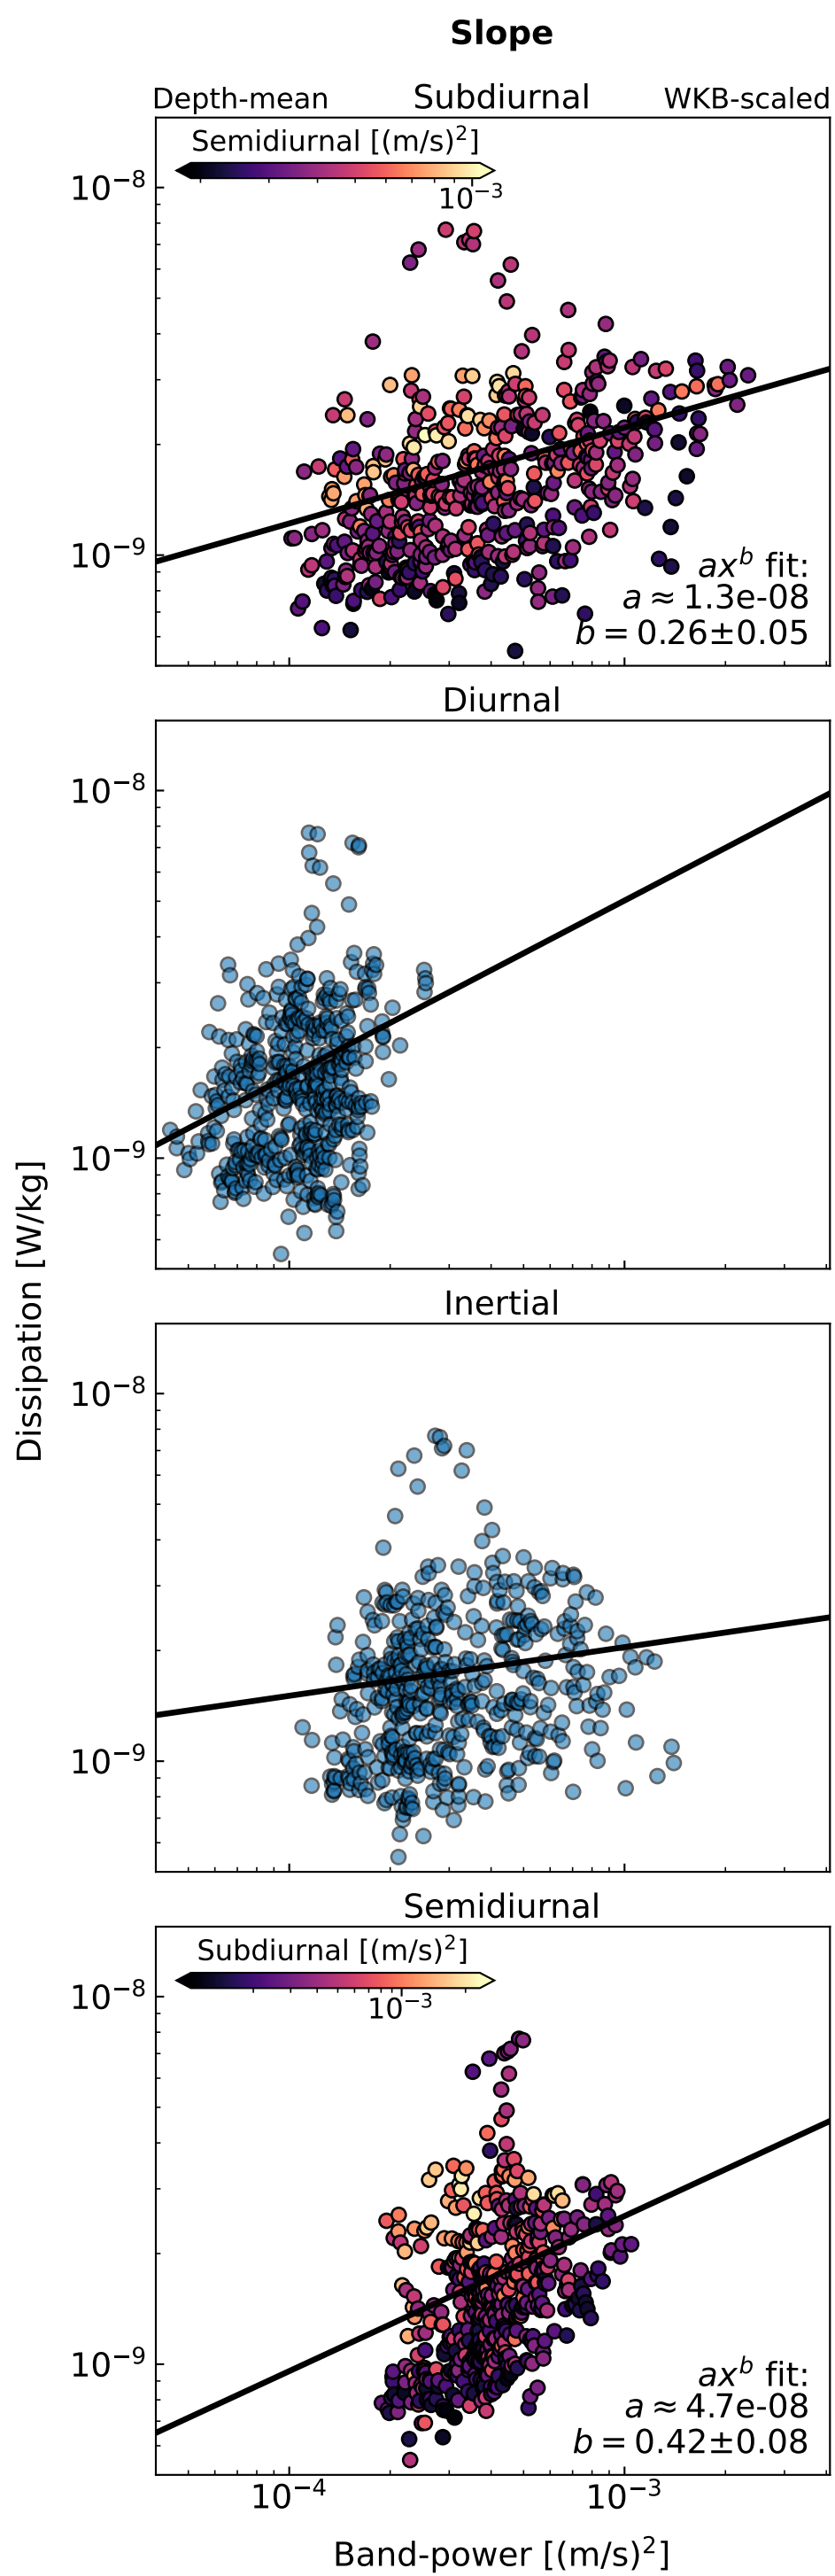 Slope
Depth-mean Subdiurnal WKB-scaled
Semidiurnal [(m/s)²]
10⁻³
10⁻⁸
10⁻⁹
axᵇ fit:
a ≈ 1.3e-08
b = 0.26±0.05
Diurnal
10⁻⁸
10⁻⁹
Dissipation [W/kg]
Inertial
10⁻⁸
10⁻⁹
Semidiurnal
Subdiurnal [(m/s)²]
10⁻³
10⁻⁸
10⁻⁹
axᵇ fit:
a ≈ 4.7e-08
b = 0.42±0.08
10⁻⁴ 10⁻³
Band-power [(m/s)²]